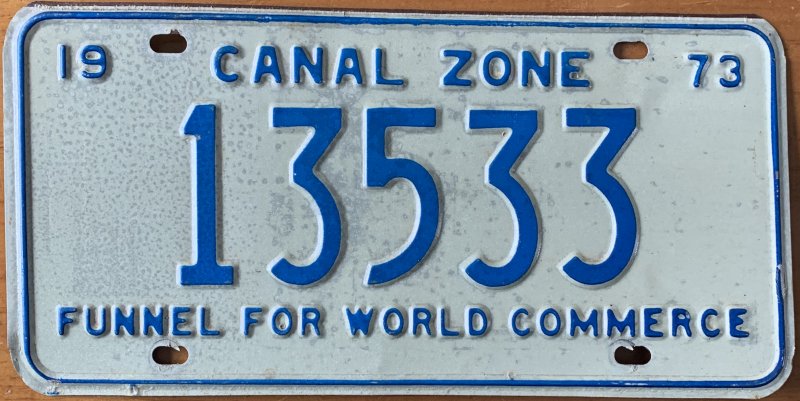 19 CANAL ZONE 73
13533
FUNNEL FOR WORLD COMMERCE